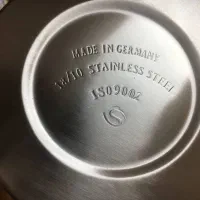 MADE IN GERMANY
18/10 STAINLESS STEEL
ISO9002